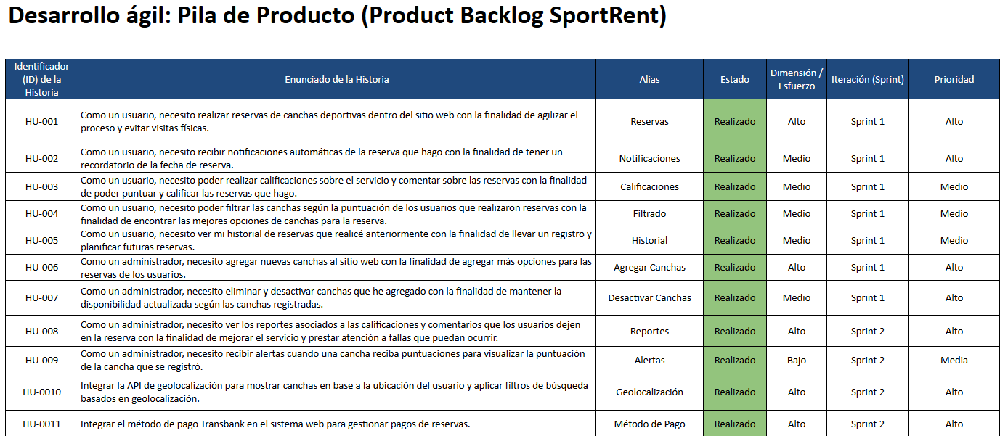 Desarrollo ágil: Pila de Producto (Product Backlog SportRent)
Identificador (ID) de la Historia | Enunciado de la Historia | Alias | Estado | Dimensión / Esfuerzo | Iteración (Sprint) | Prioridad
HU-001 | Como un usuario, necesito realizar reservas de canchas deportivas dentro del sitio web con la finalidad de agilizar el proceso y evitar visitas físicas. | Reservas | Realizado | Alto | Sprint 1 | Alto
HU-002 | Como un usuario, necesito recibir notificaciones automáticas de la reserva que hago con la finalidad de tener un recordatorio de la fecha de reserva. | Notificaciones | Realizado | Medio | Sprint 1 | Alto
HU-003 | Como un usuario, necesito poder realizar calificaciones sobre el servicio y comentar sobre las reservas con la finalidad de poder puntuar y calificar las reservas que hago. | Calificaciones | Realizado | Medio | Sprint 1 | Medio
HU-004 | Como un usuario, necesito poder filtrar las canchas según la puntuación de los usuarios que realizaron reservas con la finalidad de encontrar las mejores opciones de canchas para la reserva. | Filtrado | Realizado | Medio | Sprint 1 | Medio
HU-005 | Como un usuario, necesito ver mi historial de reservas que realicé anteriormente con la finalidad de llevar un registro y planificar futuras reservas. | Historial | Realizado | Medio | Sprint 1 | Medio
HU-006 | Como un administrador, necesito agregar nuevas canchas al sitio web con la finalidad de agregar más opciones para las reservas de los usuarios. | Agregar Canchas | Realizado | Alto | Sprint 1 | Alto
HU-007 | Como un administrador, necesito eliminar y desactivar canchas que he agregado con la finalidad de mantener la disponibilidad actualizada según las canchas registradas. | Desactivar Canchas | Realizado | Medio | Sprint 1 | Alto
HU-008 | Como un administrador, necesito ver los reportes asociados a las calificaciones y comentarios que los usuarios dejen en la reserva con la finalidad de mejorar el servicio y prestar atención a fallas que puedan ocurrir. | Reportes | Realizado | Alto | Sprint 2 | Alto
HU-009 | Como un administrador, necesito recibir alertas cuando una cancha reciba puntuaciones para visualizar la puntuación de la cancha que se registró. | Alertas | Realizado | Bajo | Sprint 2 | Media
HU-0010 | Integrar la API de geolocalización para mostrar canchas en base a la ubicación del usuario y aplicar filtros de búsqueda basados en geolocalización. | Geolocalización | Realizado | Alto | Sprint 2 | Alto
HU-0011 | Integrar el método de pago Transbank en el sistema web para gestionar pagos de reservas. | Método de Pago | Realizado | Alto | Sprint 2 | Alto